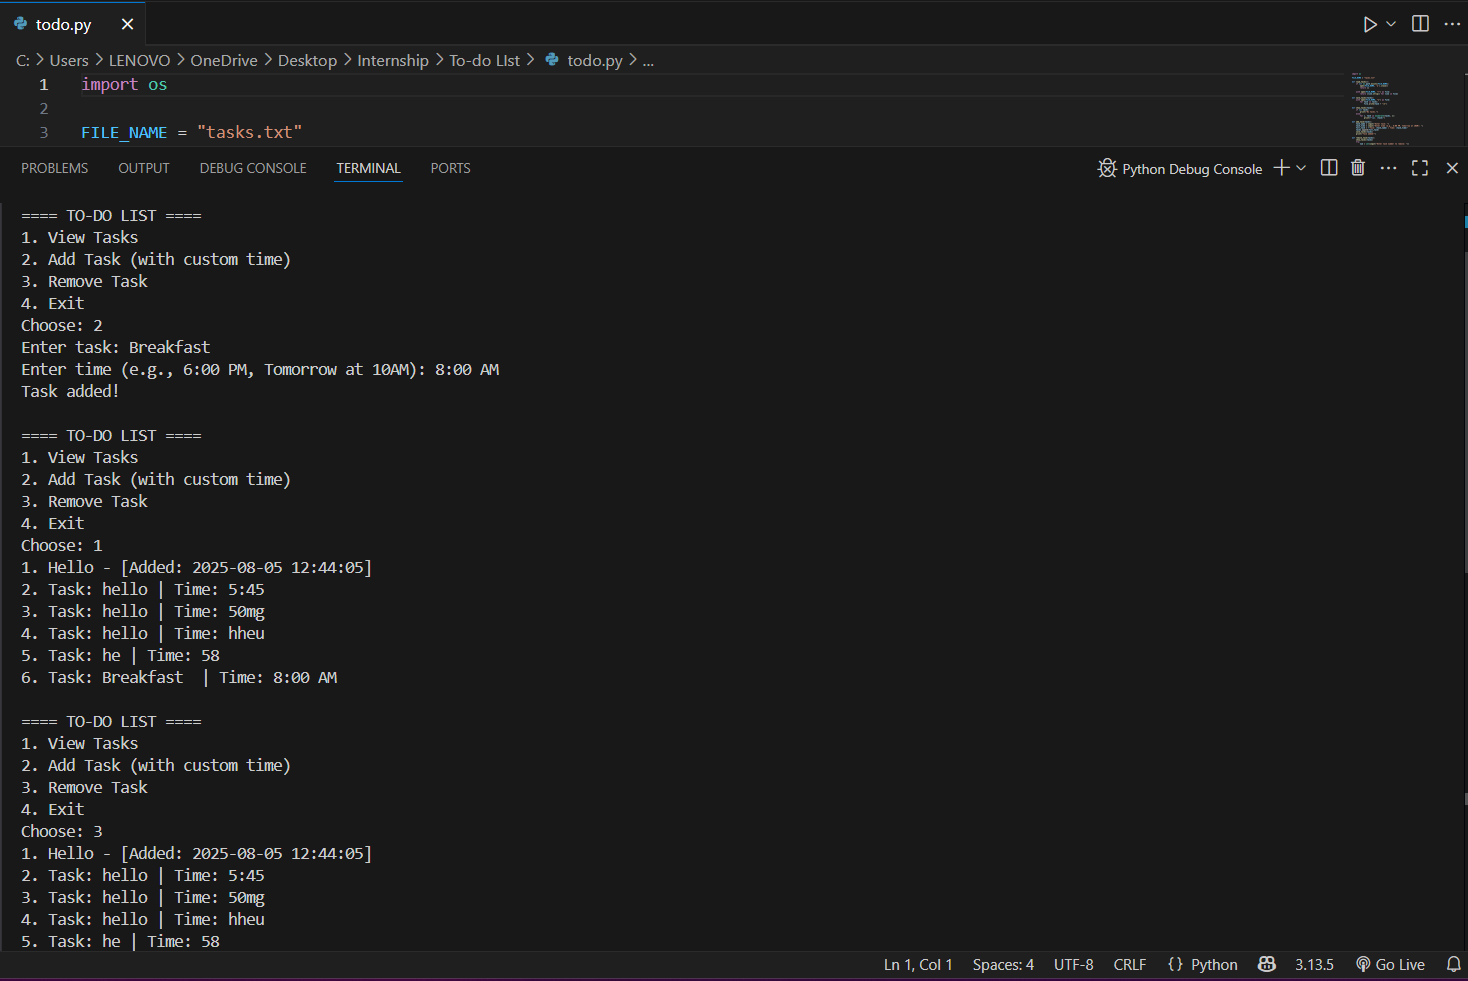 todo.py
C: > Users > LENOVO > OneDrive > Desktop > Internship > To-do LIst > todo.py > ...
1 import os
2
3 FILE_NAME = "tasks.txt"
PROBLEMS OUTPUT DEBUG CONSOLE TERMINAL PORTS Python Debug Console
==== TO-DO LIST ====
1. View Tasks
2. Add Task (with custom time)
3. Remove Task
4. Exit
Choose: 2
Enter task: Breakfast
Enter time (e.g., 6:00 PM, Tomorrow at 10AM): 8:00 AM
Task added!
==== TO-DO LIST ====
1. View Tasks
2. Add Task (with custom time)
3. Remove Task
4. Exit
Choose: 1
1. Hello - [Added: 2025-08-05 12:44:05]
2. Task: hello | Time: 5:45
3. Task: hello | Time: 50mg
4. Task: hello | Time: hheu
5. Task: he | Time: 58
6. Task: Breakfast  | Time: 8:00 AM
==== TO-DO LIST ====
1. View Tasks
2. Add Task (with custom time)
3. Remove Task
4. Exit
Choose: 3
1. Hello - [Added: 2025-08-05 12:44:05]
2. Task: hello | Time: 5:45
3. Task: hello | Time: 50mg
4. Task: hello | Time: hheu
5. Task: he | Time: 58
Ln 1, Col 1 Spaces: 4 UTF-8 CRLF {} Python 3.13.5 Go Live